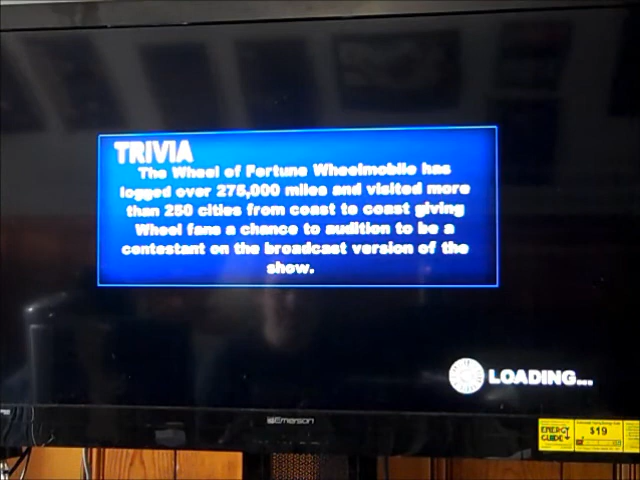 TRIVIA
The Wheel of Fortune Wheelmobile has
logged over 275,000 miles and visited more
than 250 cities from coast to coast giving
Wheel fans a chance to audition to be a
contestant on the broadcast version of the
show.
LOADING...
Emerson
ENERGY
GUIDE
$19